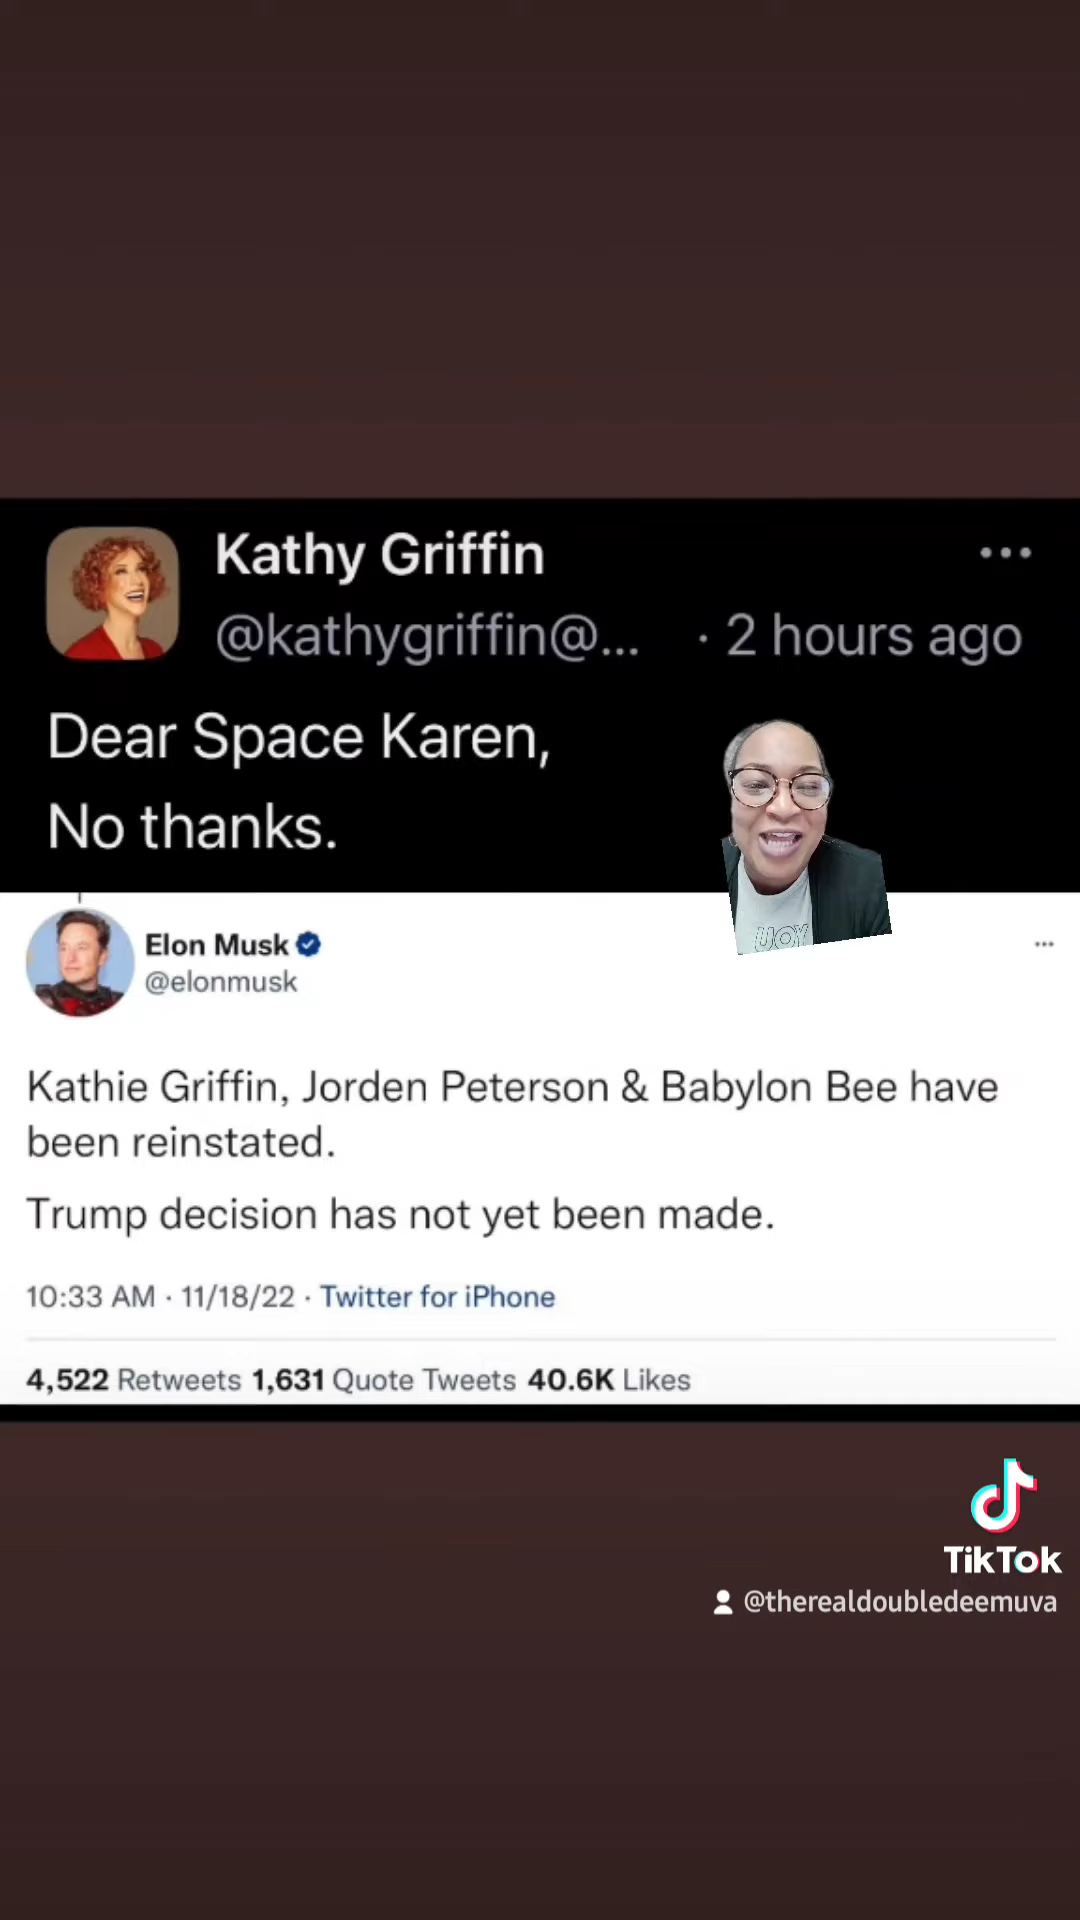 Kathy Griffin
@kathygriffin@... · 2 hours ago
Dear Space Karen,
No thanks.
Elon Musk
@elonmusk
Kathie Griffin, Jorden Peterson & Babylon Bee have
been reinstated.
Trump decision has not yet been made.
10:33 AM · 11/18/22 · Twitter for iPhone
4,522 Retweets 1,631 Quote Tweets 40.6K Likes
TikTok
@therealdoubledeemuva